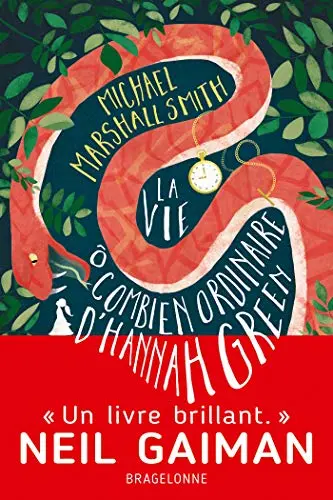 MICHAEL
MARSHALL SMITH
LA
VIE
Ô
COMBIEN ORDINAIRE
D'HANNAH GREEN
« Un livre brillant. »
NEIL GAIMAN
BRAGELONNE